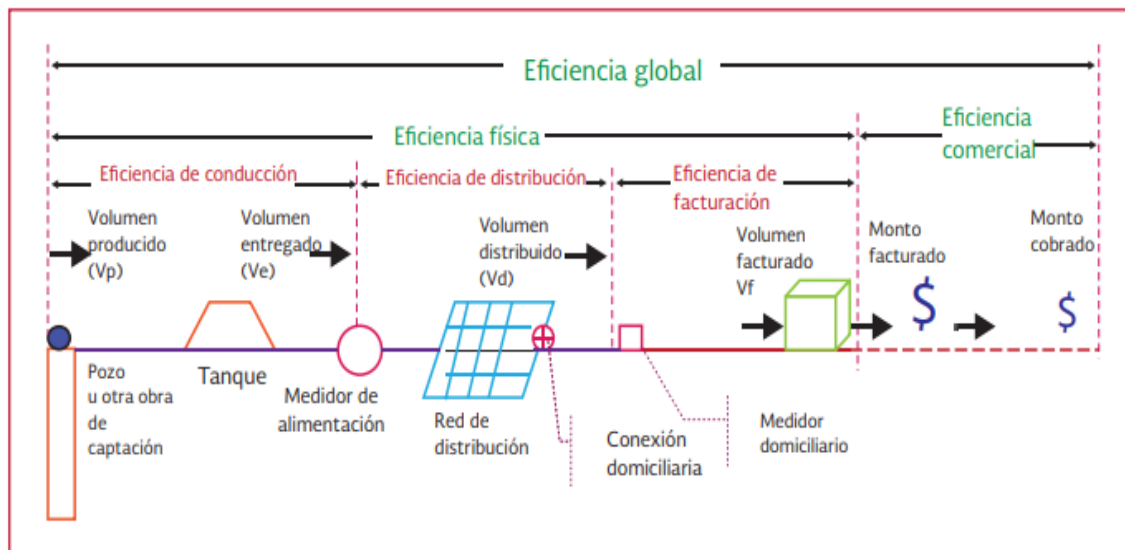 Eficiencia global
Eficiencia física
Eficiencia
comercial
Eficiencia de conducción
Eficiencia de distribución
Eficiencia de
facturación
Volumen
producido
(Vp)
Volumen
entregado
(Ve)
Volumen
distribuido
(Vd)
Volumen
facturado
Vf
Monto
facturado
Monto
cobrado
$
$
Pozo
u otra obra
de
captación
Tanque
Medidor de
alimentación
Red de
distribución
Conexión
domiciliaria
Medidor
domiciliario